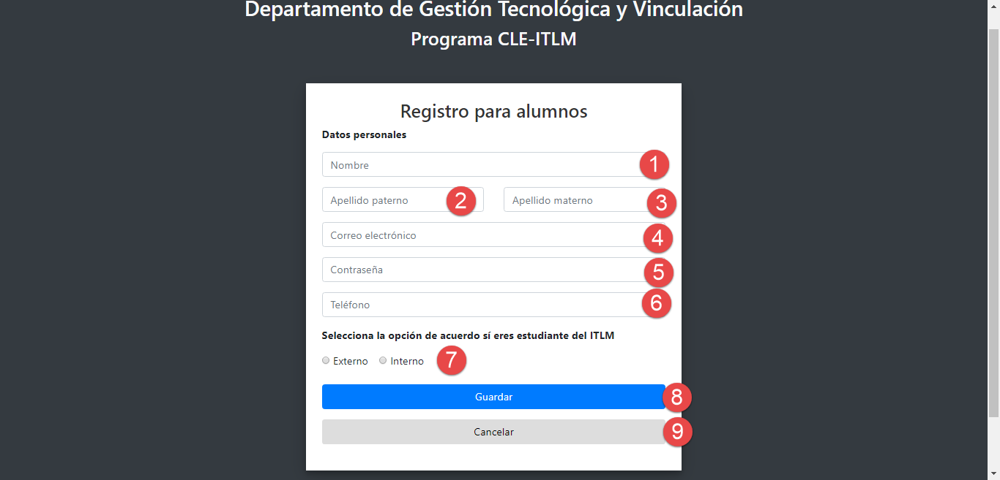 Departamento de Gestión Tecnológica y Vinculación
Programa CLE-ITLM
Registro para alumnos
Datos personales
Nombre 1
Apellido paterno 2 Apellido materno 3
Correo electrónico 4
Contraseña 5
Teléfono 6
Selecciona la opción de acuerdo sí eres estudiante del ITLM
Externo Interno 7
Guardar 8
Cancelar 9